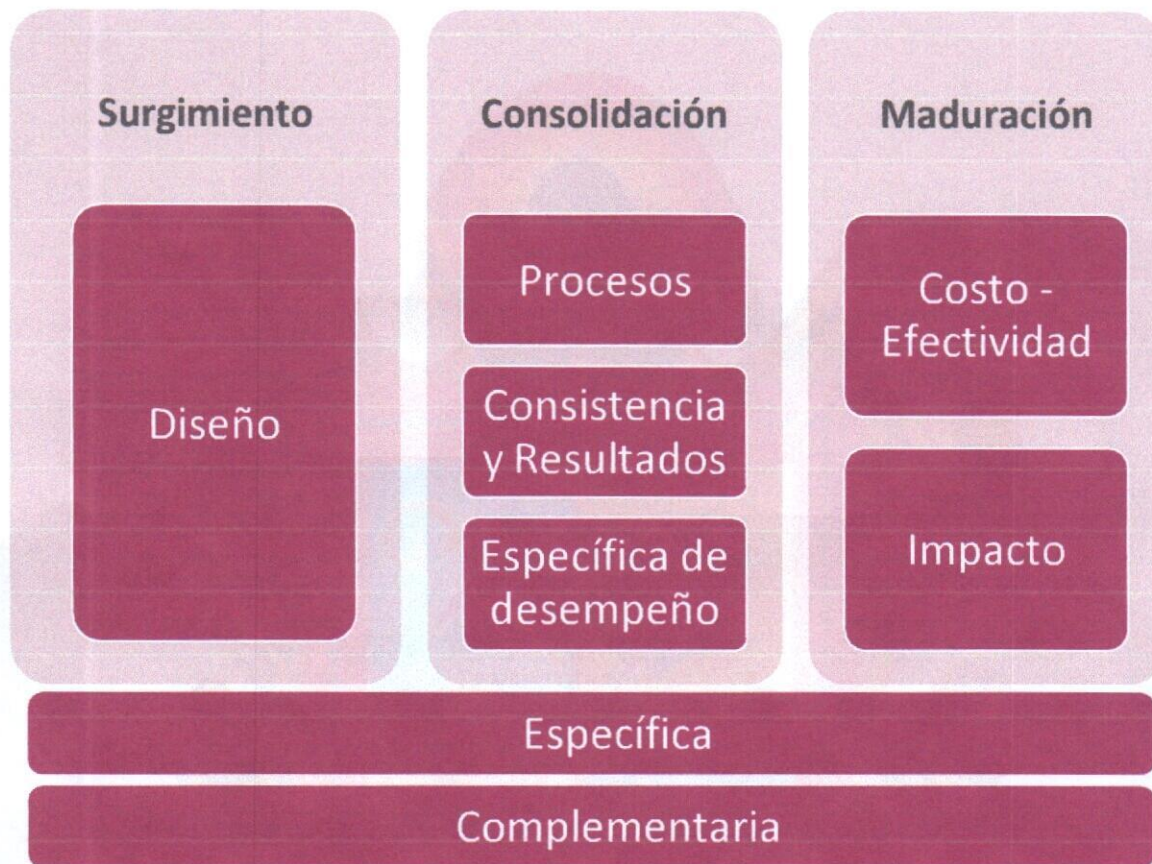 Surgimiento
Diseño
Consolidación
Procesos
Consistencia
y Resultados
Específica de
desempeño
Maduración
Costo -
Efectividad
Impacto
Específica
Complementaria